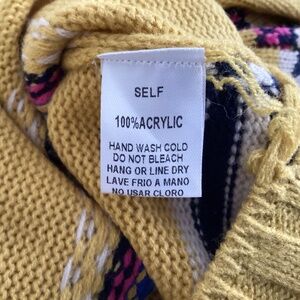 SELF
100%ACRYLIC
HAND WASH COLD
DO NOT BLEACH
HANG OR LINE DRY
LAVE FRIO A MANO
NO USAR CLORO